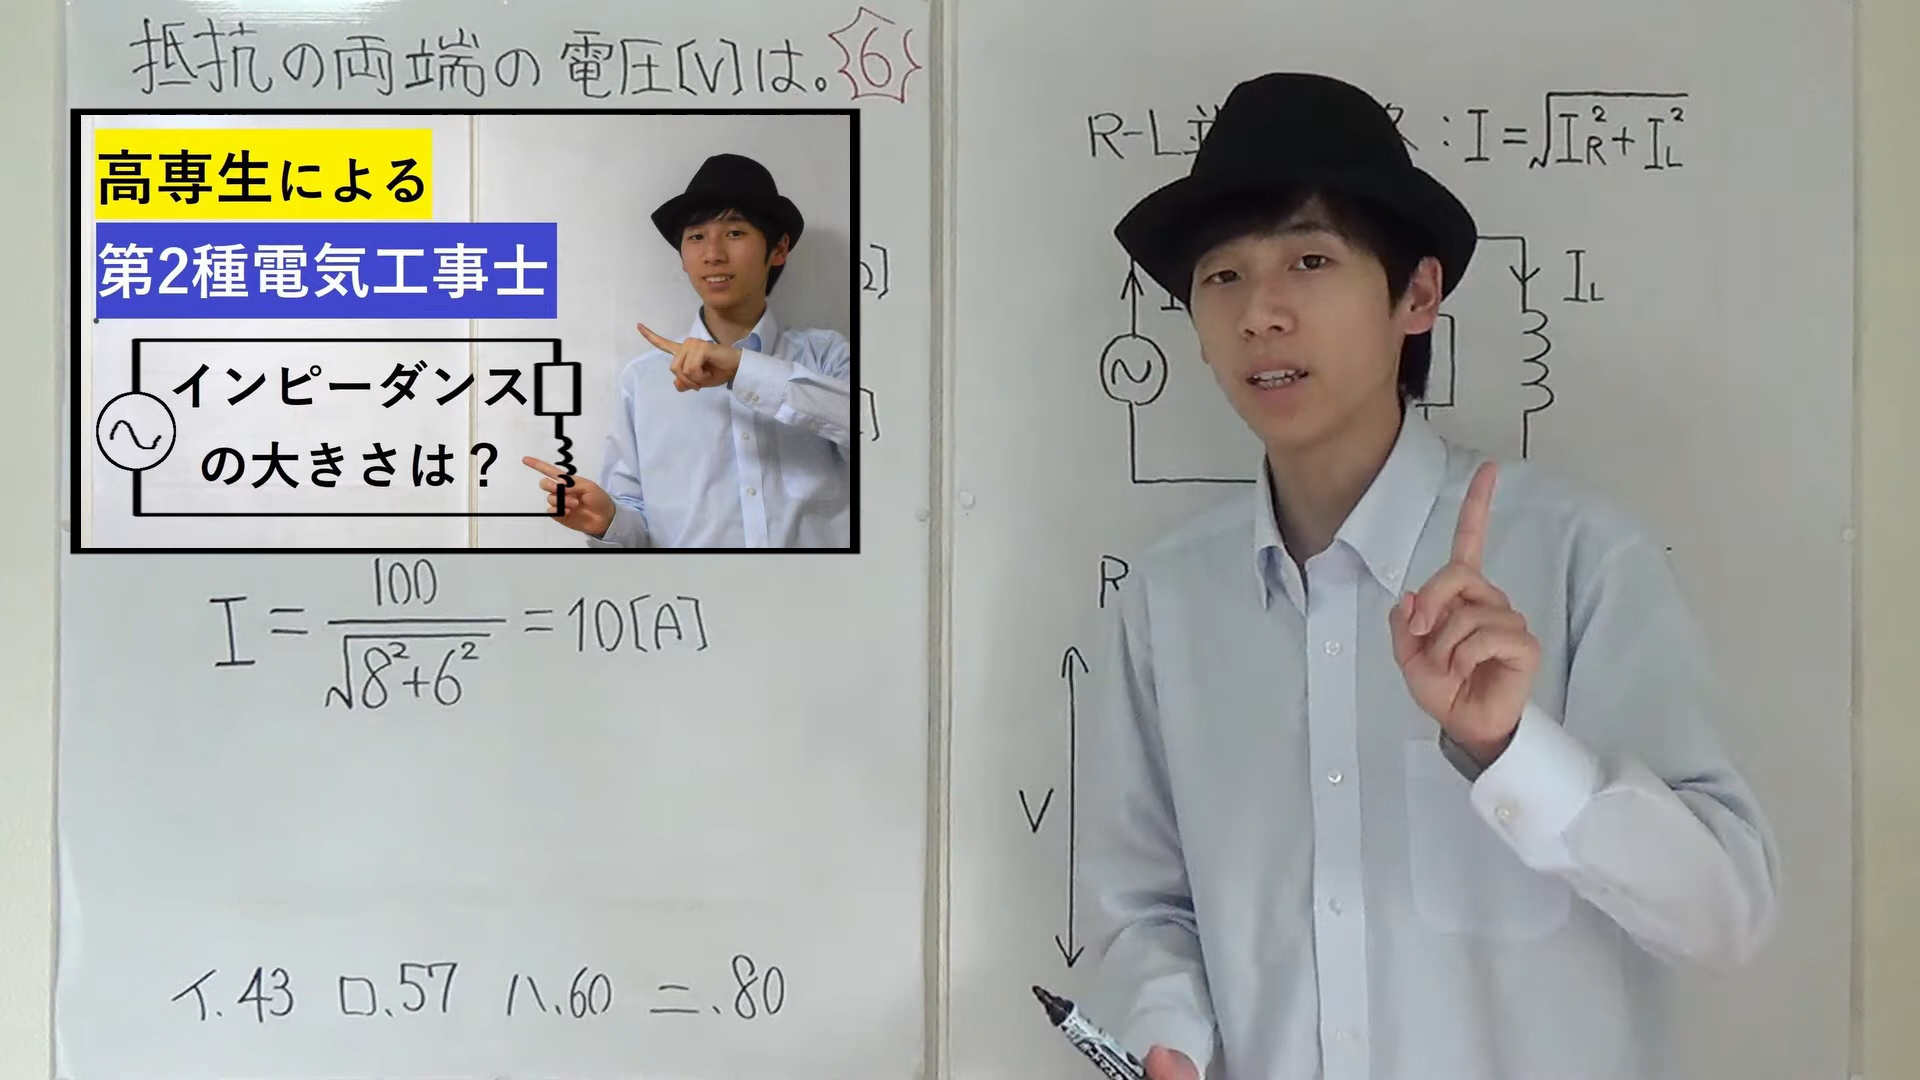 抵抗の両端の電圧[V]は。6
高専生による
第2種電気工事士
インピーダンス
の大きさは？
I = 100/√8²+6² = 10[A]
イ.43 ロ.57 ハ.60 ニ.80
R-L並
: I = √I_R²+I_L²
I_L
R
V